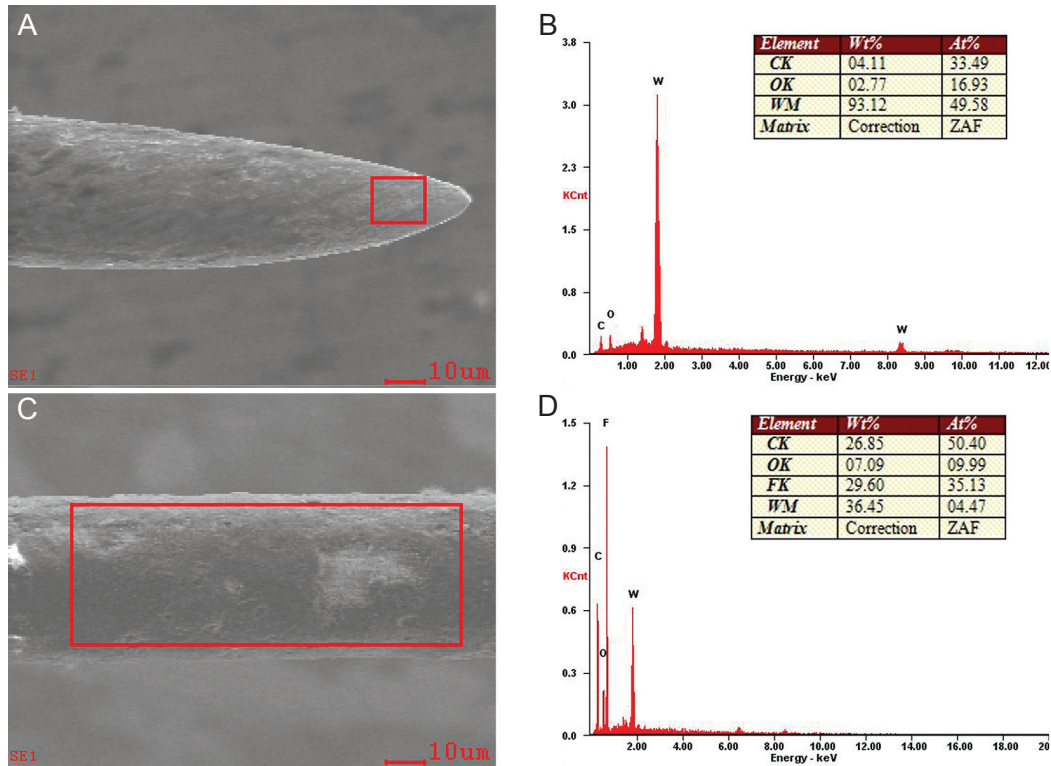 A
SE1
10um
B
3.8
3.0
2.3
KCnt
1.5
0.8
0.0
W
C
O
W
1.00 2.00 3.00 4.00 5.00 6.00 7.00 8.00 9.00 10.00 11.00 12.00
Energy - keV
Element Wt% At%
CK 04.11 33.49
OK 02.77 16.93
WM 93.12 49.58
Matrix Correction ZAF
C
SE1
10um
D
1.5
1.2
0.9
KCnt
0.6
0.3
0.0
F
C
O
W
2.00 4.00 6.00 8.00 10.00 12.00 14.00 16.00 18.00 20
Energy - keV
Element Wt% At%
CK 26.85 50.40
OK 07.09 09.99
FK 29.60 35.13
WM 36.45 04.47
Matrix Correction ZAF